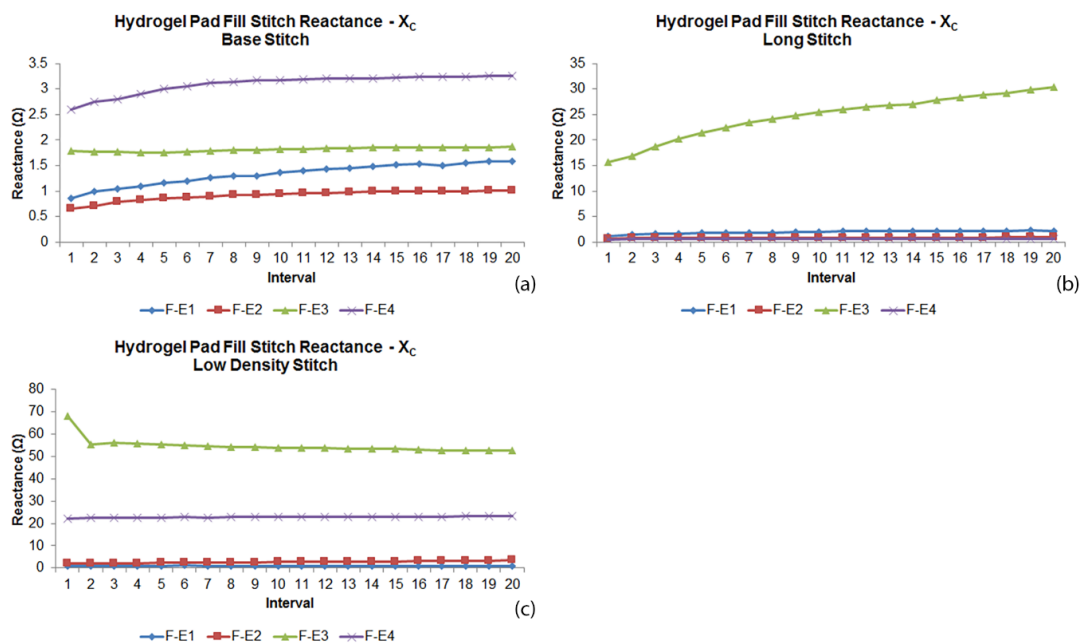 Hydrogel Pad Fill Stitch Reactance - Xc
Base Stitch
Reactance (Ω)
3.5
3
2.5
2
1.5
1
0.5
0
1 2 3 4 5 6 7 8 9 10 11 12 13 14 15 16 17 18 19 20
Interval
(a)
F-E1 F-E2 F-E3 F-E4
Hydrogel Pad Fill Stitch Reactance - Xc
Long Stitch
Reactance (Ω)
35
30
25
20
15
10
5
0
1 2 3 4 5 6 7 8 9 10 11 12 13 14 15 16 17 18 19 20
Interval
(b)
F-E1 F-E2 F-E3 F-E4
Hydrogel Pad Fill Stitch Reactance - Xc
Low Density Stitch
Reactance (Ω)
80
70
60
50
40
30
20
10
0
1 2 3 4 5 6 7 8 9 10 11 12 13 14 15 16 17 18 19 20
Interval
(c)
F-E1 F-E2 F-E3 F-E4